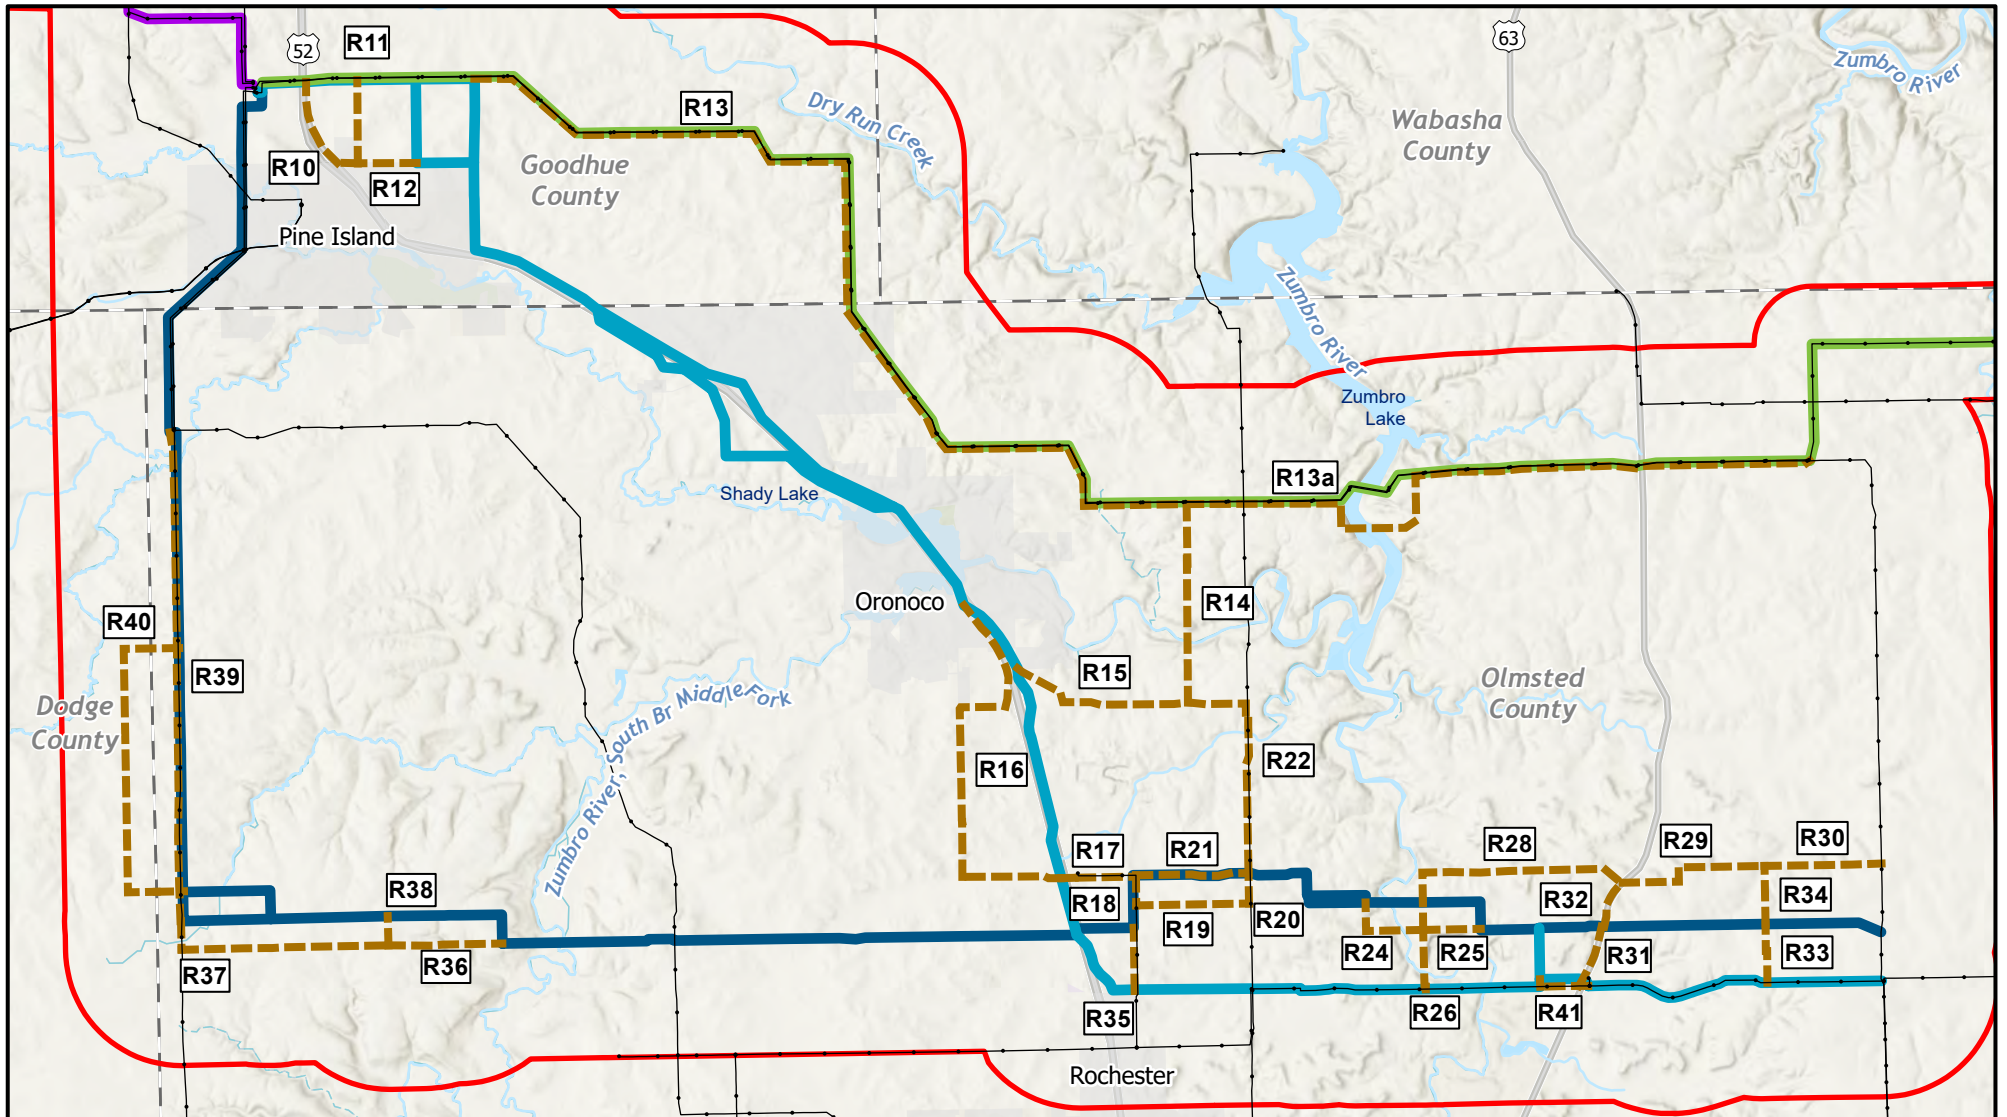 R11
52
63
Zumbro River
R13
Dry Run Creek
Wabasha
County
R10
R12
Goodhue
County
Pine Island
Zumbro River
Zumbro
Lake
R13a
Shady Lake
Oronoco
R14
R40
R39
R15
Dodge
County
Zumbro River, South Br Middle Fork
Olmsted
County
R16
R22
R17
R21
R28
R29
R30
R38
R18
R19
R20
R32
R34
R24
R25
R31
R33
R37
R36
R35
R26
R41
Rochester